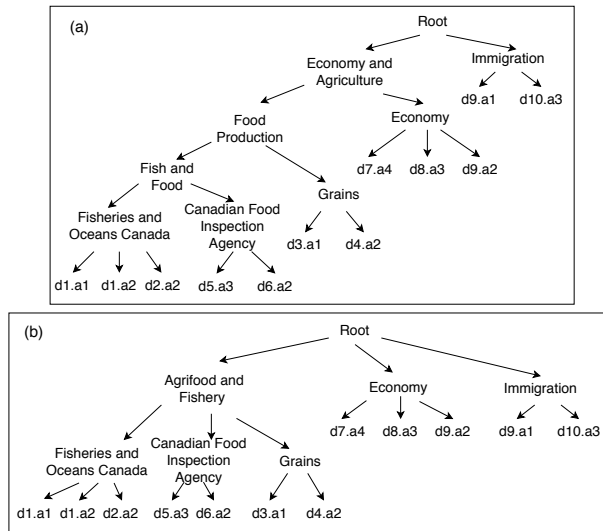 (a)
Root
Economy and
Agriculture
Immigration
d9.a1 d10.a3
Food
Production
Economy
d7.a4 d8.a3 d9.a2
Fish and
Food
Grains
Fisheries and
Oceans Canada
Canadian Food
Inspection
Agency
d3.a1 d4.a2
d1.a1 d1.a2 d2.a2
d5.a3 d6.a2
(b)
Root
Agrifood and
Fishery
Economy
Immigration
d7.a4 d8.a3 d9.a2
d9.a1 d10.a3
Fisheries and
Oceans Canada
Canadian Food
Inspection
Agency
Grains
d1.a1 d1.a2 d2.a2
d5.a3 d6.a2
d3.a1 d4.a2